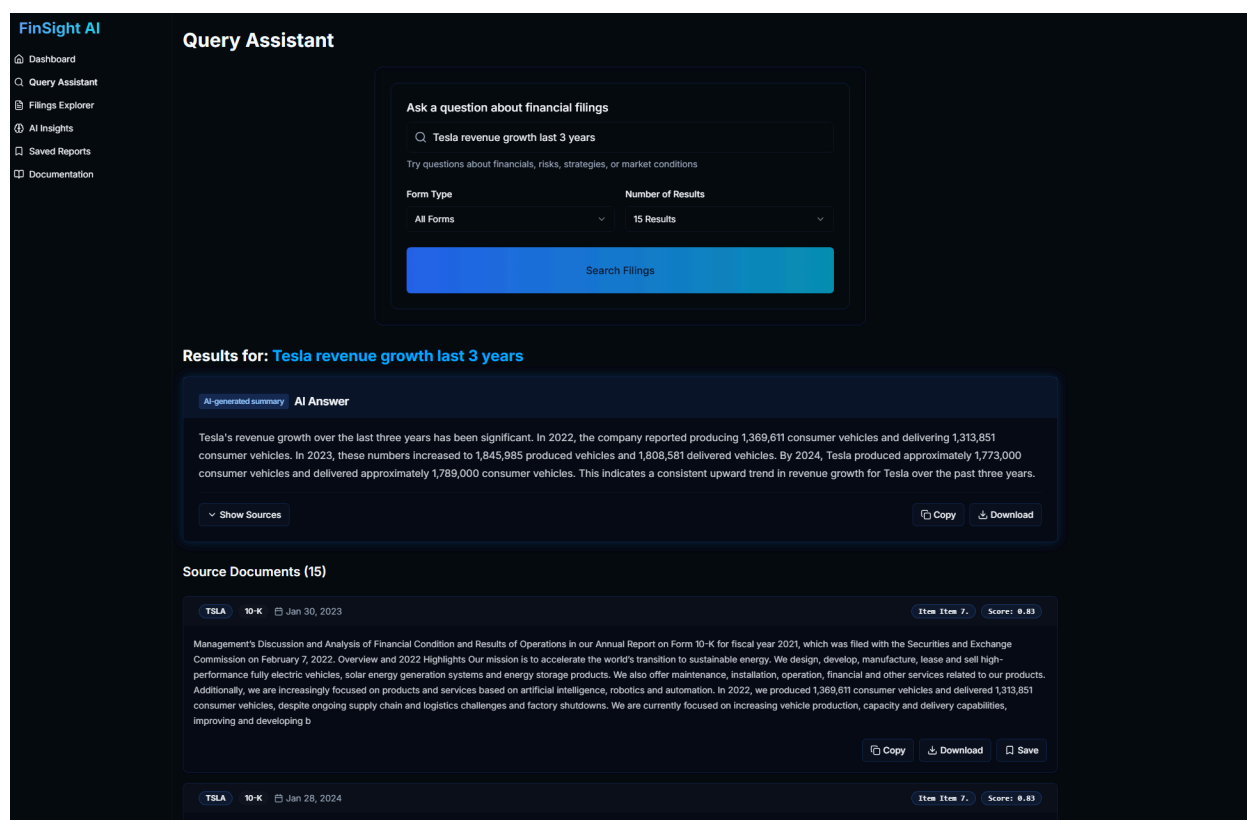 FinSight AI
Dashboard
Query Assistant
Filings Explorer
AI Insights
Saved Reports
Documentation
Query Assistant
Ask a question about financial filings
Tesla revenue growth last 3 years
Try questions about financials, risks, strategies, or market conditions
Form Type
Number of Results
All Forms
15 Results
Search Filings
Results for: Tesla revenue growth last 3 years
AI-generated summary AI Answer
Tesla's revenue growth over the last three years has been significant. In 2022, the company reported producing 1,369,611 consumer vehicles and delivering 1,313,851
consumer vehicles. In 2023, these numbers increased to 1,845,985 produced vehicles and 1,808,581 delivered vehicles. By 2024, Tesla produced approximately 1,773,000
consumer vehicles and delivered approximately 1,789,000 consumer vehicles. This indicates a consistent upward trend in revenue growth for Tesla over the past three years.
Show Sources
Copy
Download
Source Documents (15)
TSLA 10-K Jan 30, 2023
Item Item 7. Score: 0.83
Management's Discussion and Analysis of Financial Condition and Results of Operations in our Annual Report on Form 10-K for fiscal year 2021, which was filed with the Securities and Exchange
Commission on February 7, 2022. Overview and 2022 Highlights Our mission is to accelerate the world's transition to sustainable energy. We design, develop, manufacture, lease and sell high-
performance fully electric vehicles, solar energy generation systems and energy storage products. We also offer maintenance, installation, operation, financial and other services related to our products.
Additionally, we are increasingly focused on products and services based on artificial intelligence, robotics and automation. In 2022, we produced 1,369,611 consumer vehicles and delivered 1,313,851
consumer vehicles, despite ongoing supply chain and logistics challenges and factory shutdowns. We are currently focused on increasing vehicle production, capacity and delivery capabilities,
improving and developing b
Copy
Download
Save
TSLA 10-K Jan 28, 2024
Item Item 7. Score: 0.83